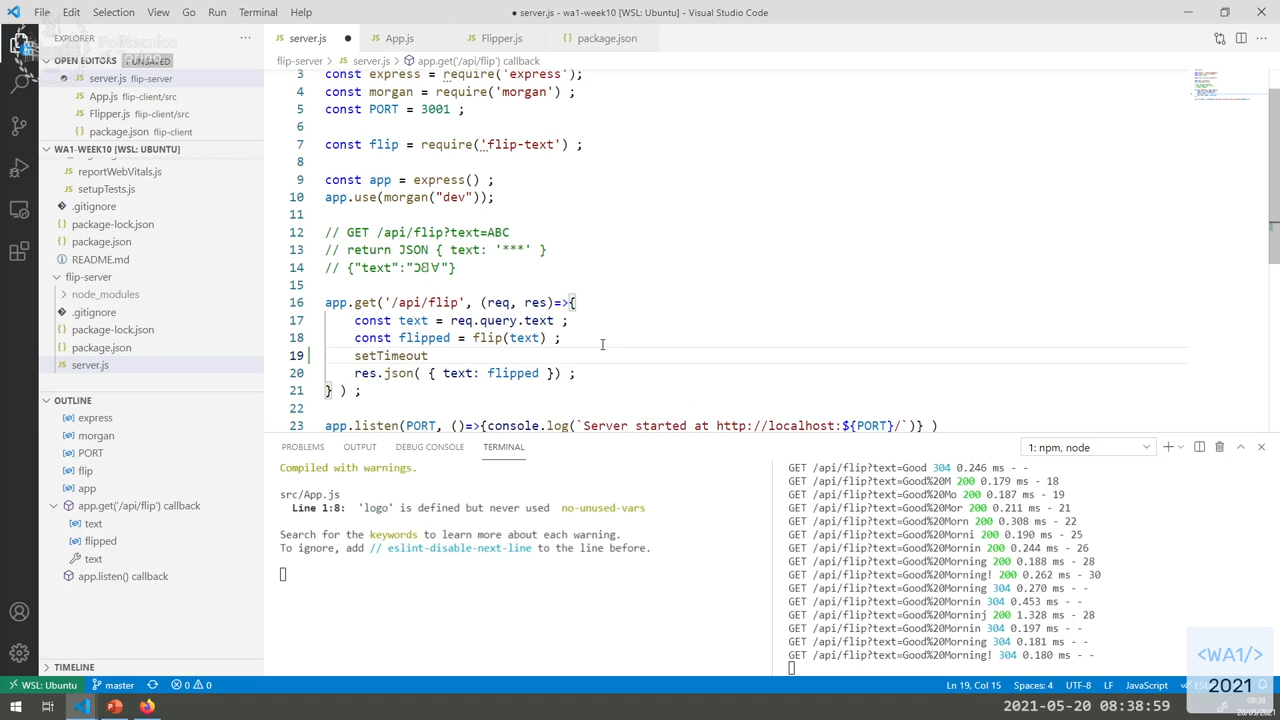 File Edit Selection View Go Run Terminal Help
● server.js - wa1-week10 [WSL: Ubuntu] - Visual Studio Code
Politecnico
EXPLORER ···
OPEN EDITORS 1 UNSAVED
server.js flip-server
App.js flip-client/src
Flipper.js flip-client/src
package.json flip-client
WA1-WEEK10 [WSL: UBUNTU]
reportWebVitals.js
setupTests.js
.gitignore
package-lock.json
package.json
README.md
flip-server
node_modules
.gitignore
package-lock.json
package.json
server.js
OUTLINE
express
morgan
PORT
flip
app
app.get('/api/flip') callback
text
flipped
text
app.listen() callback
TIMELINE
server.js ● App.js Flipper.js package.json
flip-server > server.js > app.get('/api/flip') callback
3 const express = require('express');
4 const morgan = require('morgan') ;
5 const PORT = 3001 ;
6
7 const flip = require('flip-text') ;
8
9 const app = express() ;
10 app.use(morgan("dev"));
11
12 // GET /api/flip?text=ABC
13 // return JSON { text: '***' }
14 // {"text":"Ɔᗺ∀"}
15
16 app.get('/api/flip', (req, res)=>{
17 const text = req.query.text ;
18 const flipped = flip(text) ;
19 setTimeout
20 res.json( { text: flipped }) ;
21 } ) ;
22
23 app.listen(PORT, ()=>{console.log(`Server started at http://localhost:${PORT}/`)} )
PROBLEMS OUTPUT DEBUG CONSOLE TERMINAL
1: npm, node
Compiled with warnings.
src/App.js
Line 1:8: 'logo' is defined but never used no-unused-vars
Search for the keywords to learn more about each warning.
To ignore, add // eslint-disable-next-line to the line before.
GET /api/flip?text=Good 304 0.246 ms - -
GET /api/flip?text=Good%20M 200 0.179 ms - 18
GET /api/flip?text=Good%20Mo 200 0.187 ms - 19
GET /api/flip?text=Good%20Mor 200 0.211 ms - 21
GET /api/flip?text=Good%20Morn 200 0.308 ms - 22
GET /api/flip?text=Good%20Morni 200 0.190 ms - 25
GET /api/flip?text=Good%20Mornin 200 0.244 ms - 26
GET /api/flip?text=Good%20Morning 200 0.188 ms - 28
GET /api/flip?text=Good%20Morning! 200 0.262 ms - 30
GET /api/flip?text=Good%20Morning 304 0.270 ms - -
GET /api/flip?text=Good%20Mornin 304 0.453 ms - -
GET /api/flip?text=Good%20Morninj 200 1.328 ms - 28
GET /api/flip?text=Good%20Mornin 304 0.197 ms - -
GET /api/flip?text=Good%20Morning 304 0.181 ms - -
GET /api/flip?text=Good%20Morning! 304 0.180 ms - -
<WA1/>
2021
WSL: Ubuntu master 0 0
Ln 19, Col 15 Spaces: 4 UTF-8 LF JavaScript
2021-05-20 08:38:59
08:38
20/05/2021